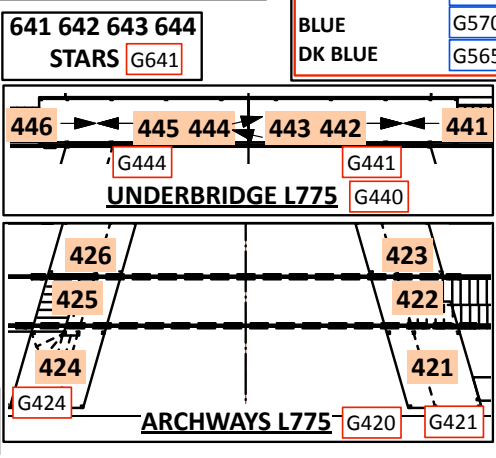 641 642 643 644
STARS G641
BLUE G570
DK BLUE G565
446 445 444 443 442 441
G444 G441
UNDERBRIDGE L775 G440
426 423
425 422
424 421
G424
ARCHWAYS L775 G420 G421